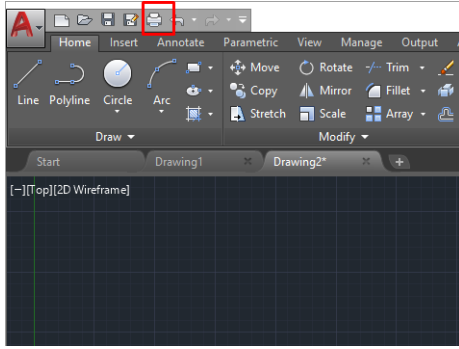 A
Home Insert Annotate Parametric View Manage Output
Move Rotate Trim
Line Polyline Circle Arc Copy Mirror Fillet
Stretch Scale Array
Draw Modify
Start Drawing1 Drawing2*
[−][Top][2D Wireframe]